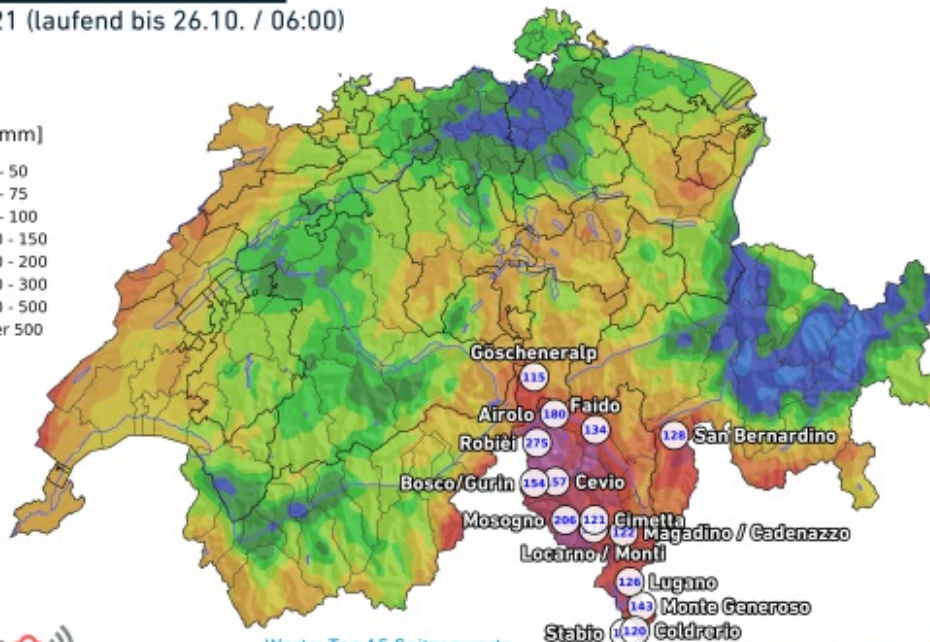 21 (laufend bis 26.10. / 06:00)
mm]
- 50
- 75
- 100
- 150
- 200
- 300
- 500
er 500
Göscheneralp
115
Airolo 180 Faido
134
Robièi 275
128 San Bernardino
Bosco/Gurin 154 57 Cevio
Mosogno 206 121 Cimetta
122 Magadino / Cadenazzo
Locarno / Monti
126 Lugano
143 Monte Generoso
Stabio 1 120 Coldrerio